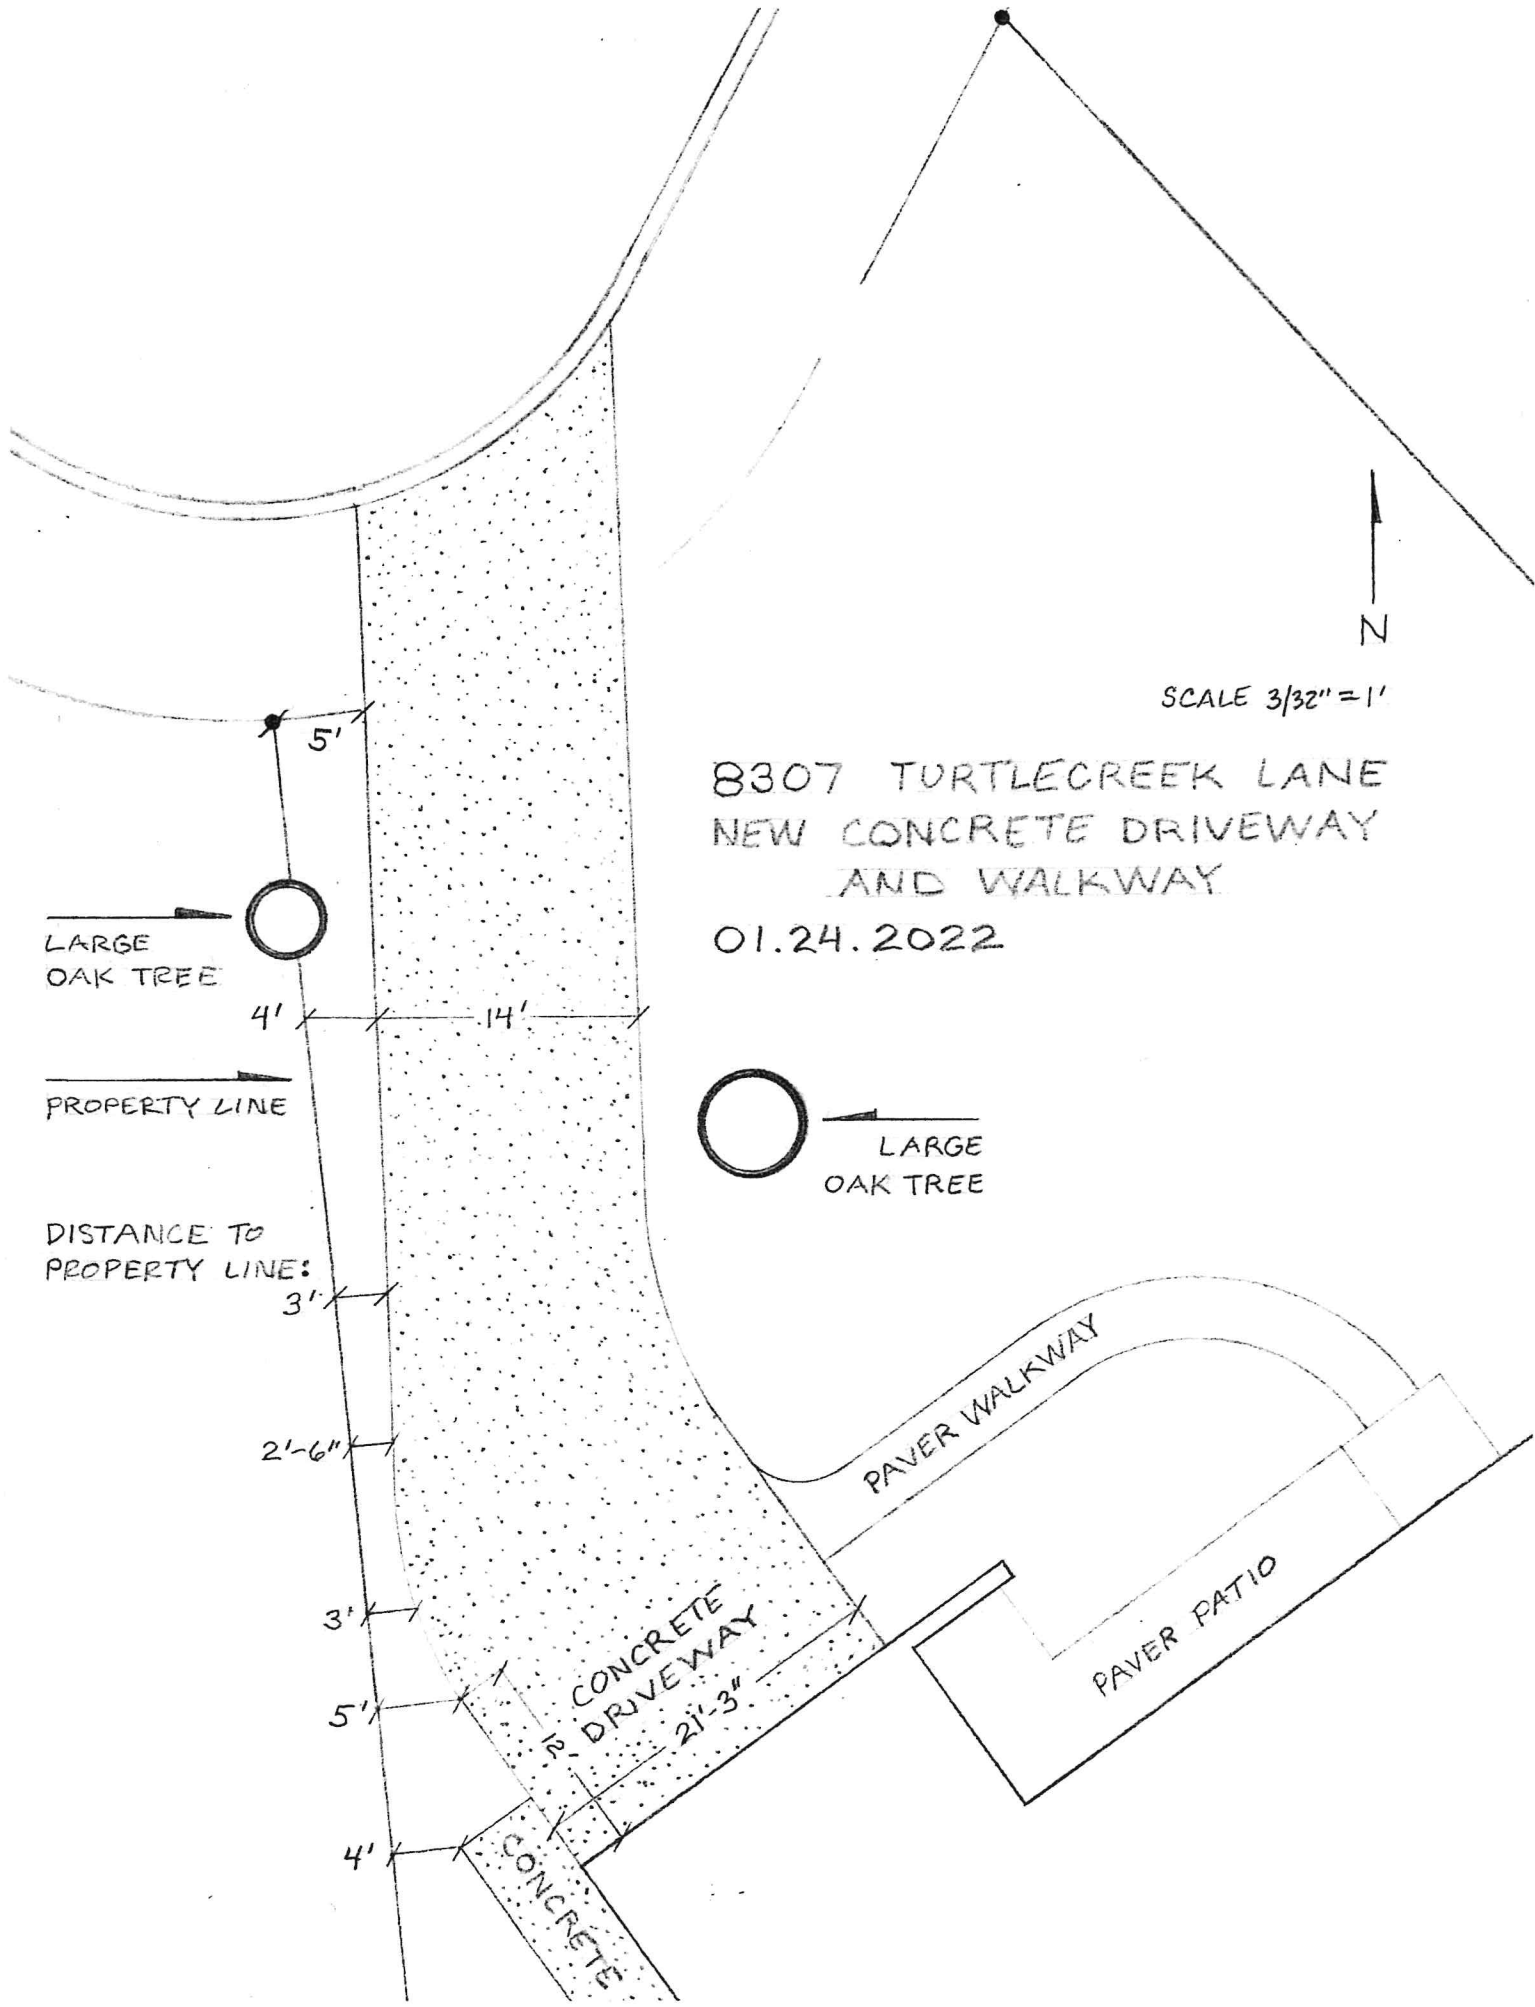 N
SCALE 3/32" = 1'
5'
8307 TURTLECREEK LANE
NEW CONCRETE DRIVEWAY
AND WALKWAY
01.24.2022
LARGE
OAK TREE
4'
14'
PROPERTY LINE
LARGE
OAK TREE
DISTANCE TO
PROPERTY LINE:
3'
PAVER WALKWAY
2'-6"
3'
CONCRETE
DRIVEWAY
21'-3"
PAVER PATIO
5'
4'
CONCRETE